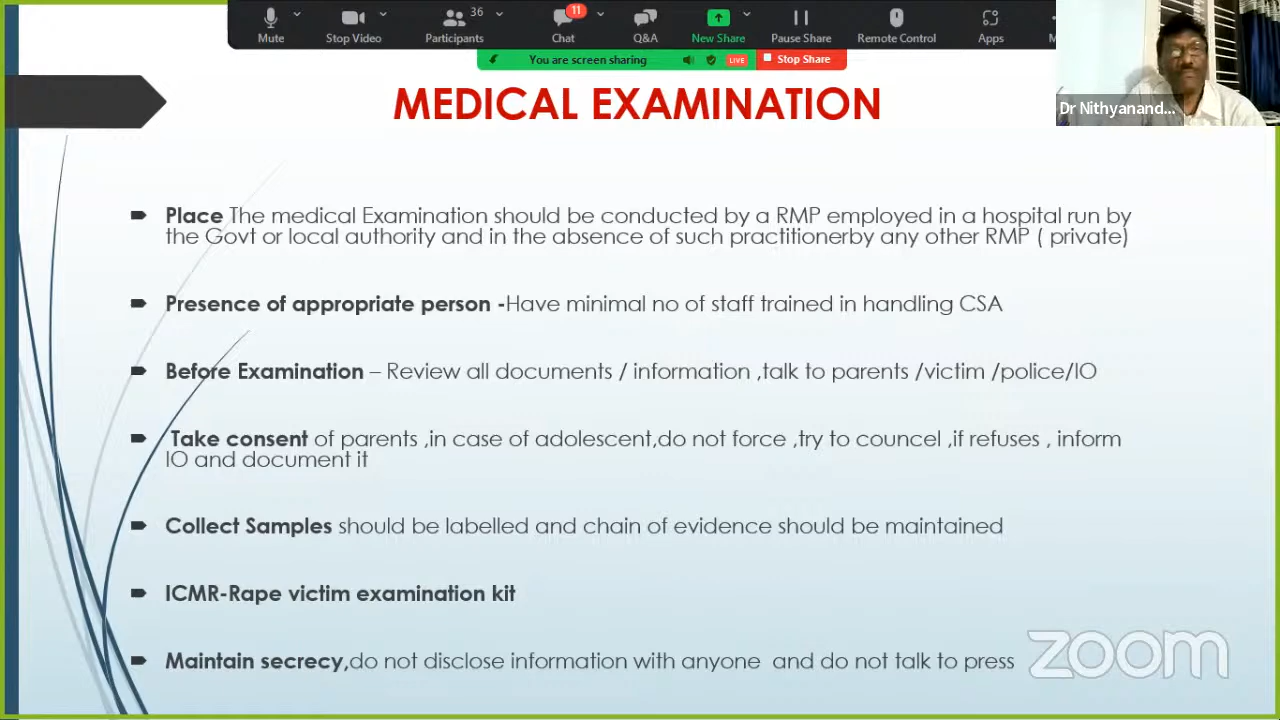 36
11
Mute
Stop Video
Participants
Chat
Q&A
New Share
Pause Share
Remote Control
Apps
You are screen sharing
LIVE
Stop Share
Dr Nithyanand...
MEDICAL EXAMINATION
Place The medical Examination should be conducted by a RMP employed in a hospital run by
the Govt or local authority and in the absence of such practitionerby any other RMP ( private)
Presence of appropriate person -Have minimal no of staff trained in handling CSA
Before Examination – Review all documents / information ,talk to parents /victim /police/IO
Take consent of parents ,in case of adolescent,do not force ,try to councel ,if refuses , inform
IO and document it
Collect Samples should be labelled and chain of evidence should be maintained
ICMR-Rape victim examination kit
Maintain secrecy,do not disclose information with anyone and do not talk to press
zoom